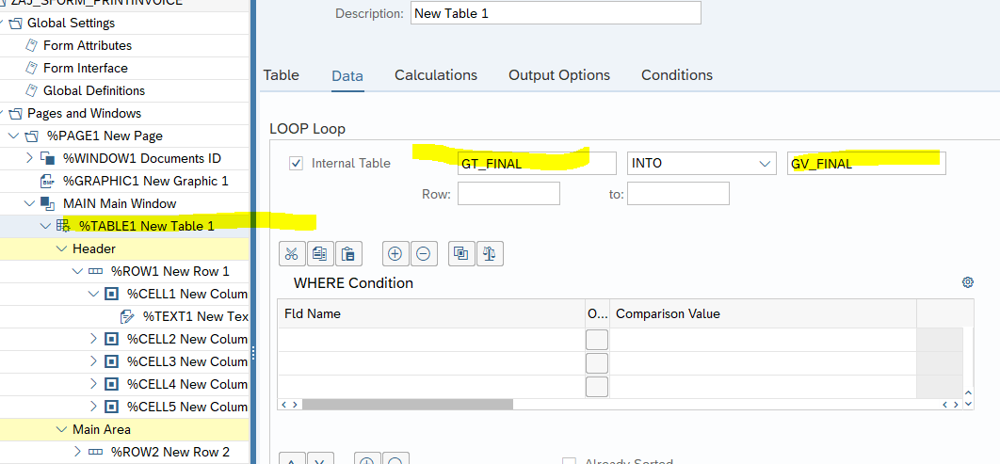 ZAJ_SFORM_PRINTINVOICE
Global Settings
Form Attributes
Form Interface
Global Definitions
Pages and Windows
%PAGE1 New Page
%WINDOW1 Documents ID
BMP %GRAPHIC1 New Graphic 1
MAIN Main Window
%TABLE1 New Table 1
Header
%ROW1 New Row 1
%CELL1 New Colum
%TEXT1 New Tex
%CELL2 New Colum
%CELL3 New Colum
%CELL4 New Colum
%CELL5 New Colum
Main Area
%ROW2 New Row 2
Description: New Table 1
Table Data Calculations Output Options Conditions
LOOP Loop
Internal Table GT_FINAL INTO GV_FINAL
Row: to:
WHERE Condition
Fld Name O... Comparison Value
Already Sorted